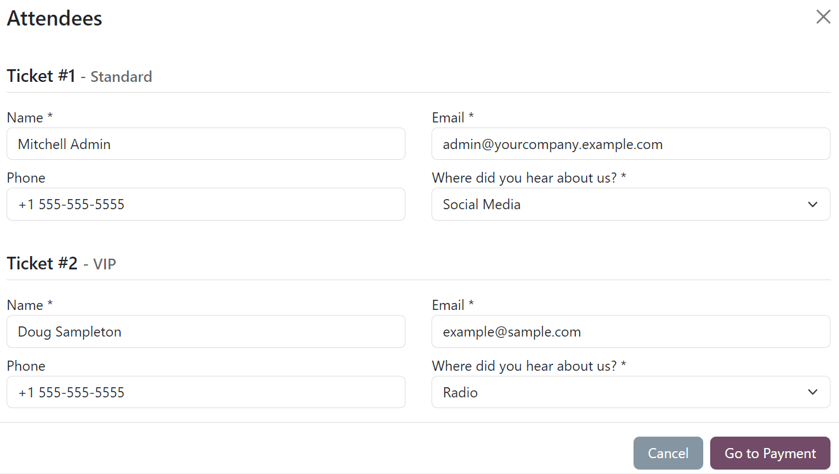 Attendees
Ticket #1 - Standard
Name * Email *
Mitchell Admin admin@yourcompany.example.com
Phone Where did you hear about us? *
+1 555-555-5555 Social Media
Ticket #2 - VIP
Name * Email *
Doug Sampleton example@sample.com
Phone Where did you hear about us? *
+1 555-555-5555 Radio
Cancel Go to Payment